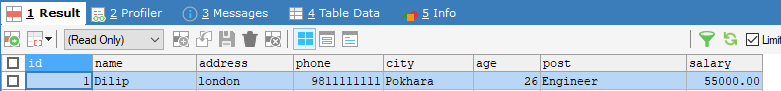 1 Result 2 Profiler 3 Messages 4 Table Data 5 Info
(Read Only) Limit
id name address phone city age post salary
1 Dilip london 9811111111 Pokhara 26 Engineer 55000.00